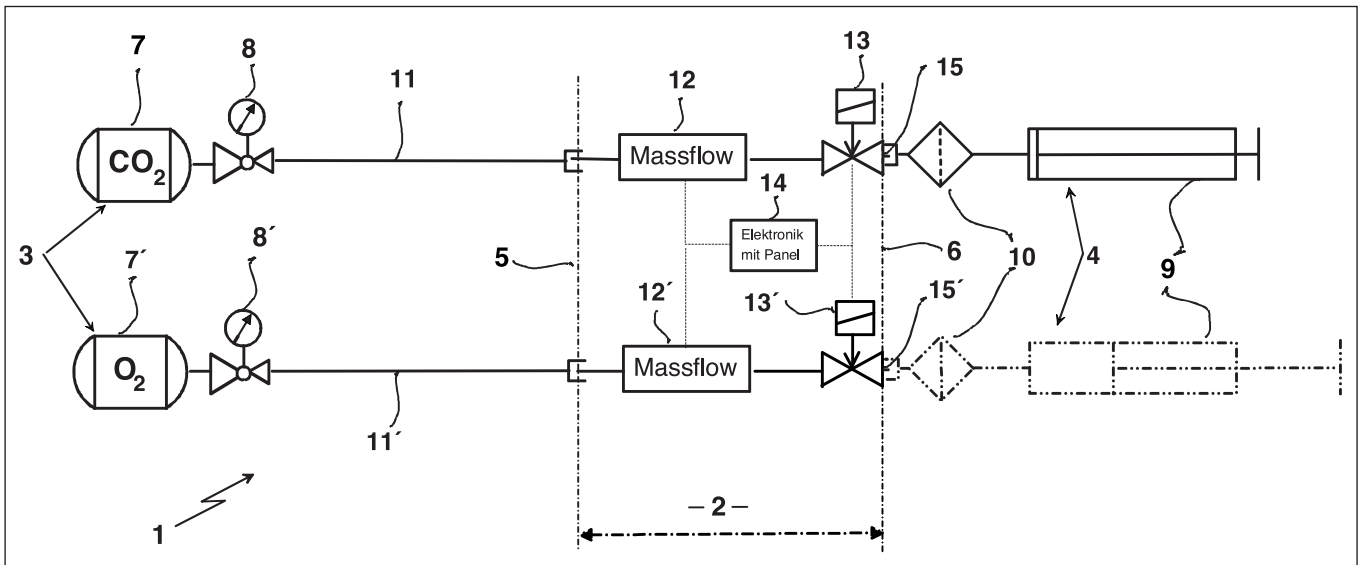 7
8
11
12
13
15
CO₂
Massflow
14
Elektronik
mit Panel
3
7´
8´
5
6
10
4
9
12´
13´
15´
O₂
Massflow
11´
1
– 2 –